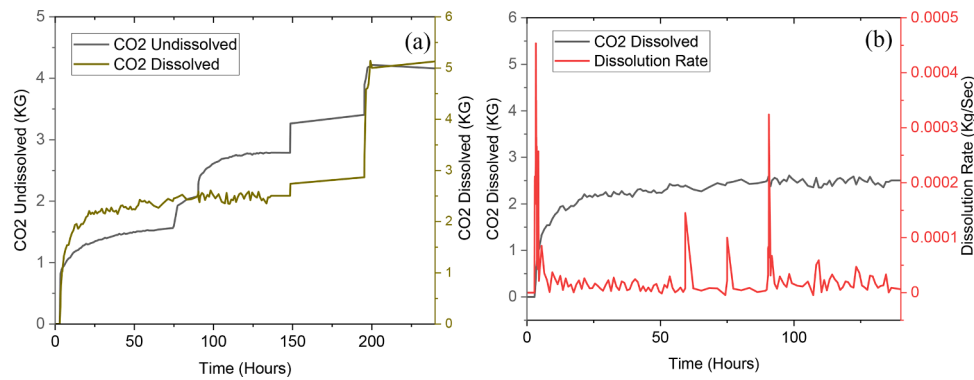 5
6
CO2 Undissolved
CO2 Dissolved
(a)
4
5
3
4
2
3
1
2
0
1
0
0
50
100
150
200
CO2 Undissolved (KG)
CO2 Dissolved (KG)
Time (Hours)
6
0.0005
CO2 Dissolved
Dissolution Rate
(b)
5
0.0004
4
0.0003
3
0.0002
2
0.0001
1
0
0
0
50
100
CO2 Dissolved (KG)
Dissolution Rate (Kg/Sec)
Time (Hours)